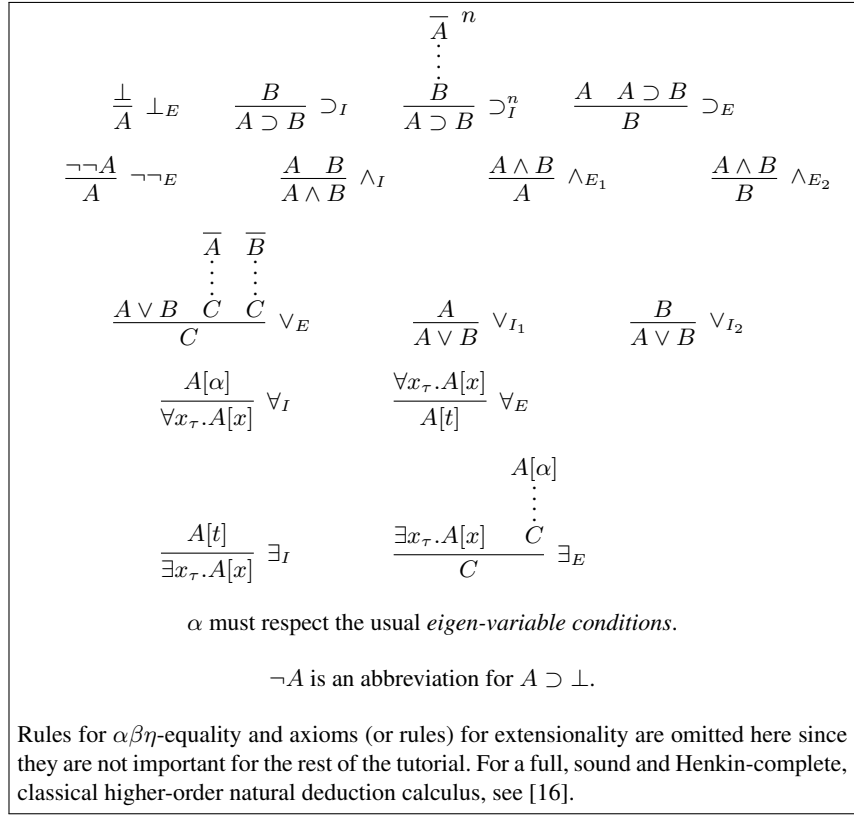 A n
⊥ B B A A ⊃ B
A ⊥E A ⊃ B ⊃I A ⊃ B ⊃I^n B ⊃E
¬¬A A B A ∧ B A ∧ B
A ¬¬E A ∧ B ∧I A ∧E1 B ∧E2
A B
A ∨ B C C A B
C ∨E A ∨ B ∨I1 A ∨ B ∨I2
A[α] ∀xτ.A[x]
∀xτ.A[x] ∀I A[t] ∀E
A[α]
A[t] ∃xτ.A[x] C
∃xτ.A[x] ∃I C ∃E
α must respect the usual eigen-variable conditions.
¬A is an abbreviation for A ⊃ ⊥.
Rules for αβη-equality and axioms (or rules) for extensionality are omitted here since
they are not important for the rest of the tutorial. For a full, sound and Henkin-complete,
classical higher-order natural deduction calculus, see [16].